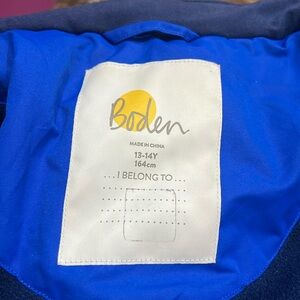 Boden
MADE IN CHINA
13-14Y
164cm
...I BELONG TO...